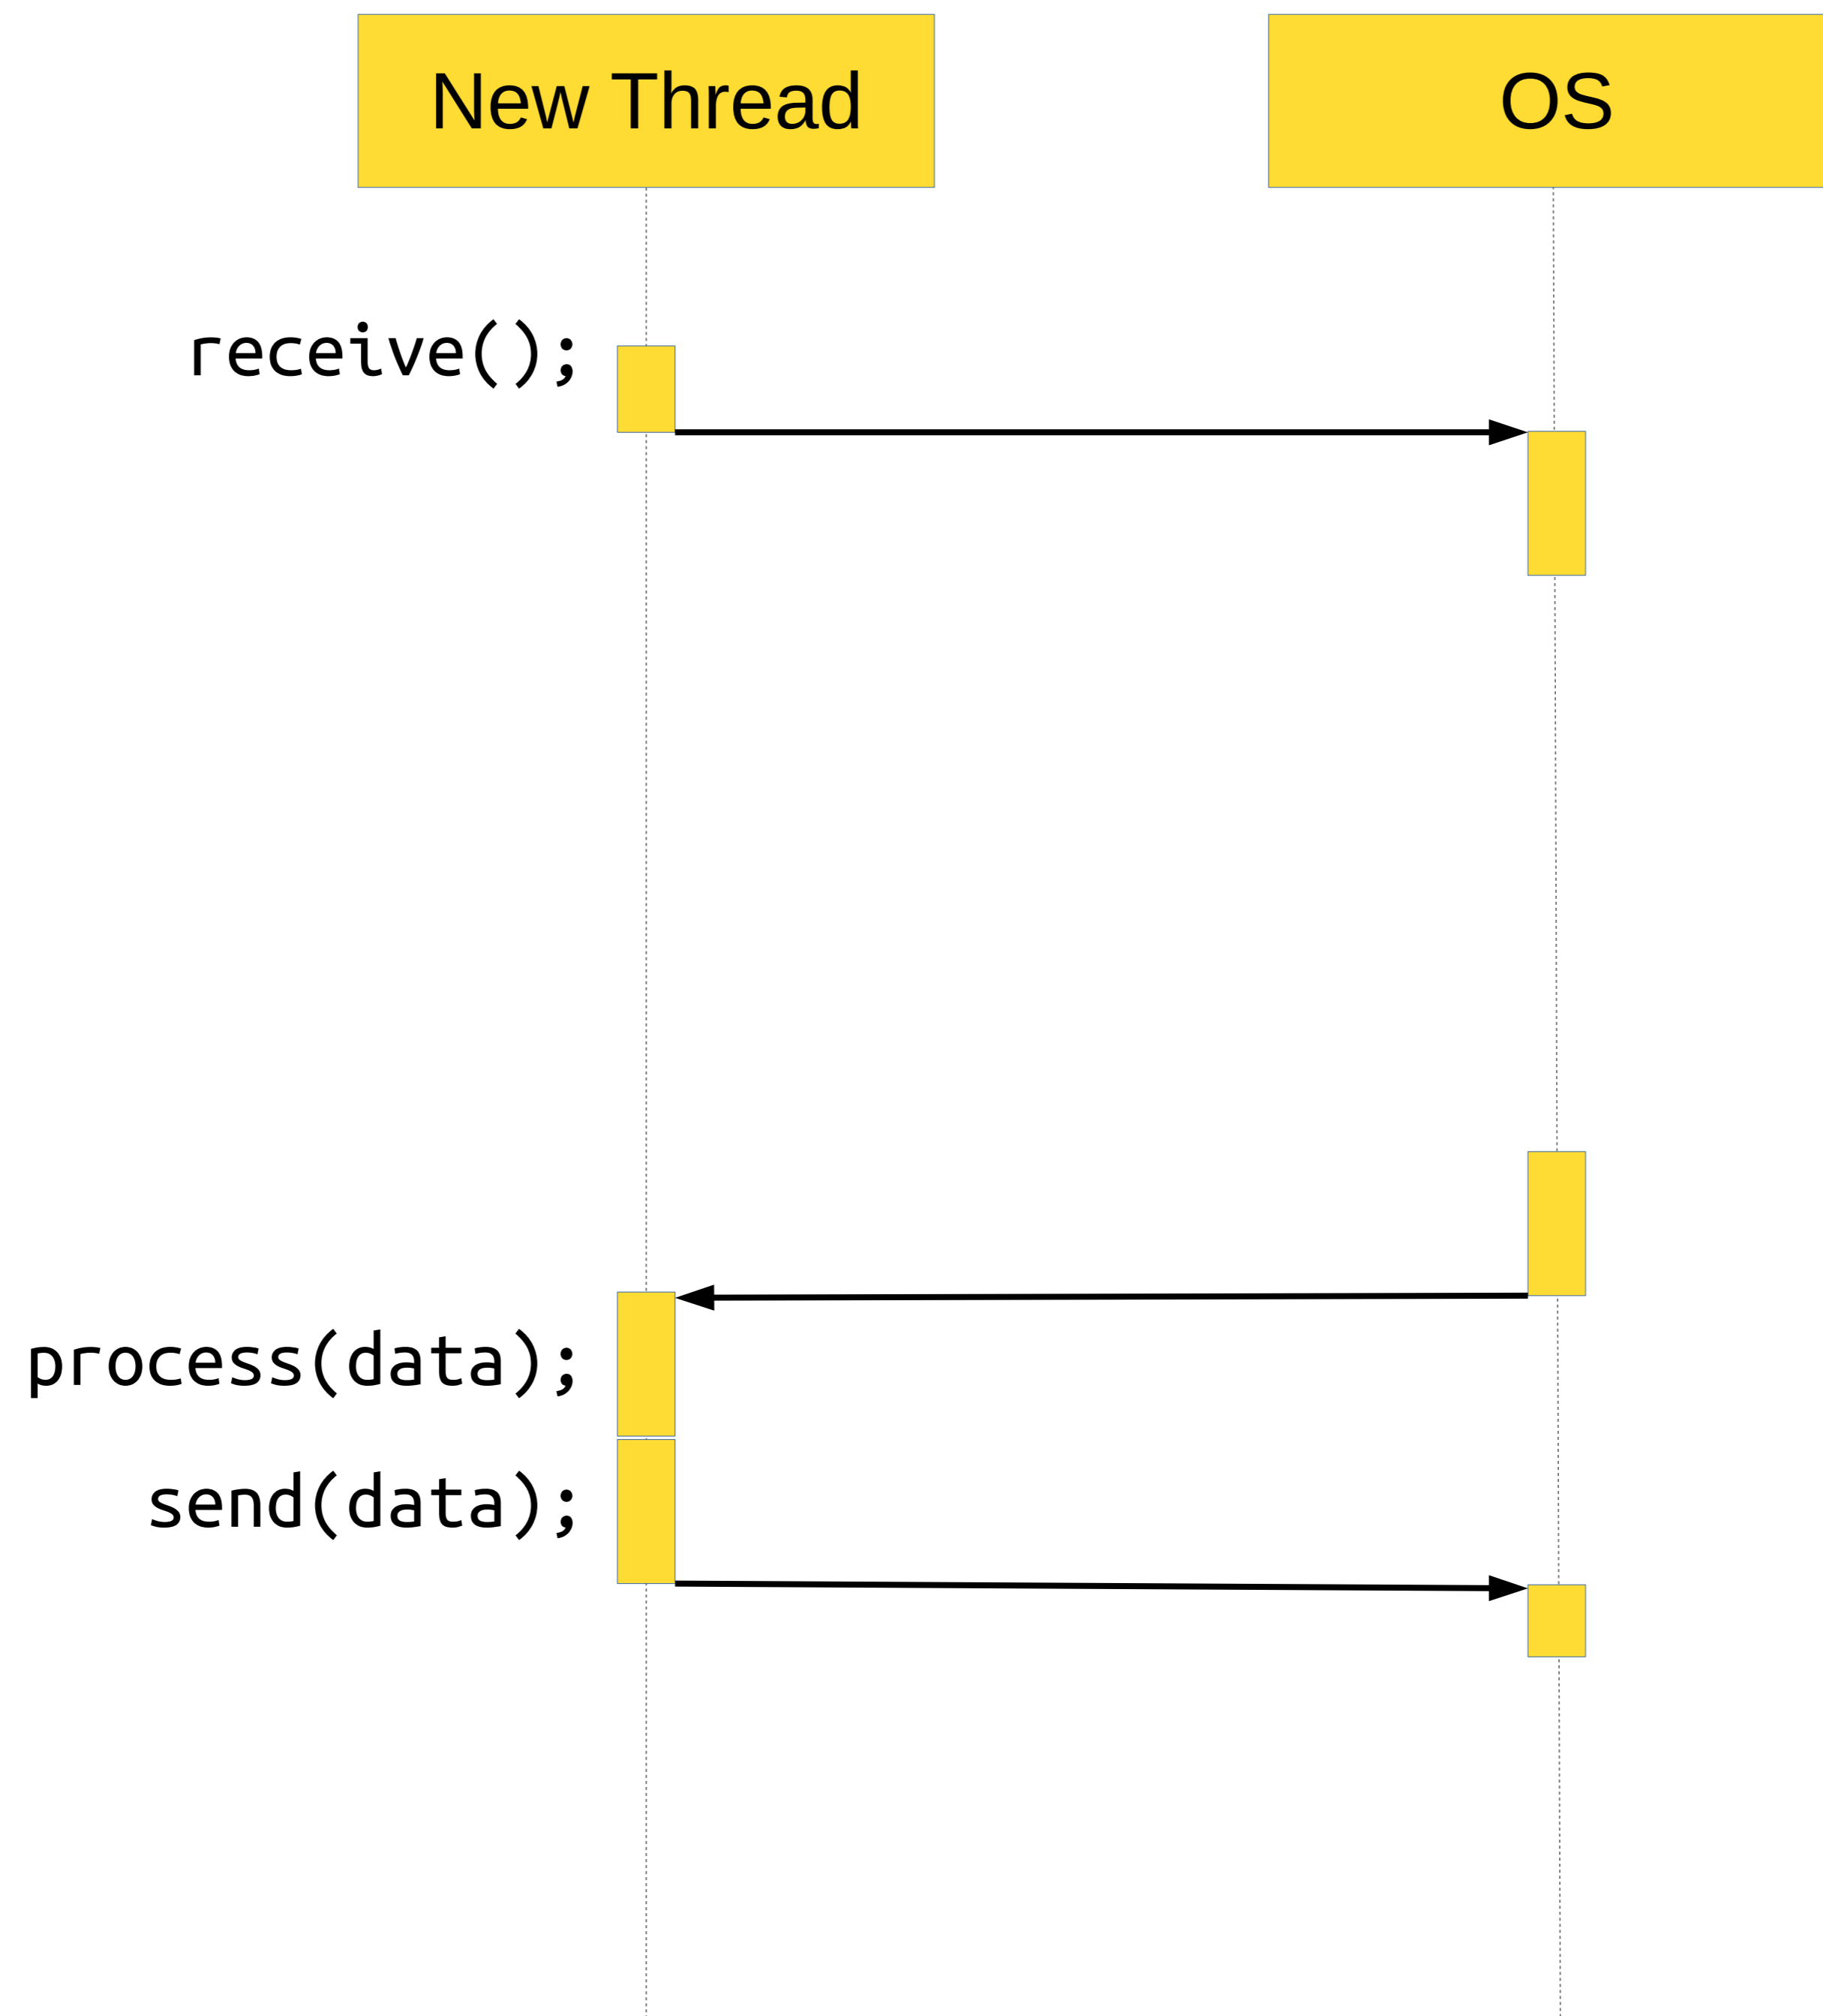 New Thread
OS
receive();
process(data);
send(data);